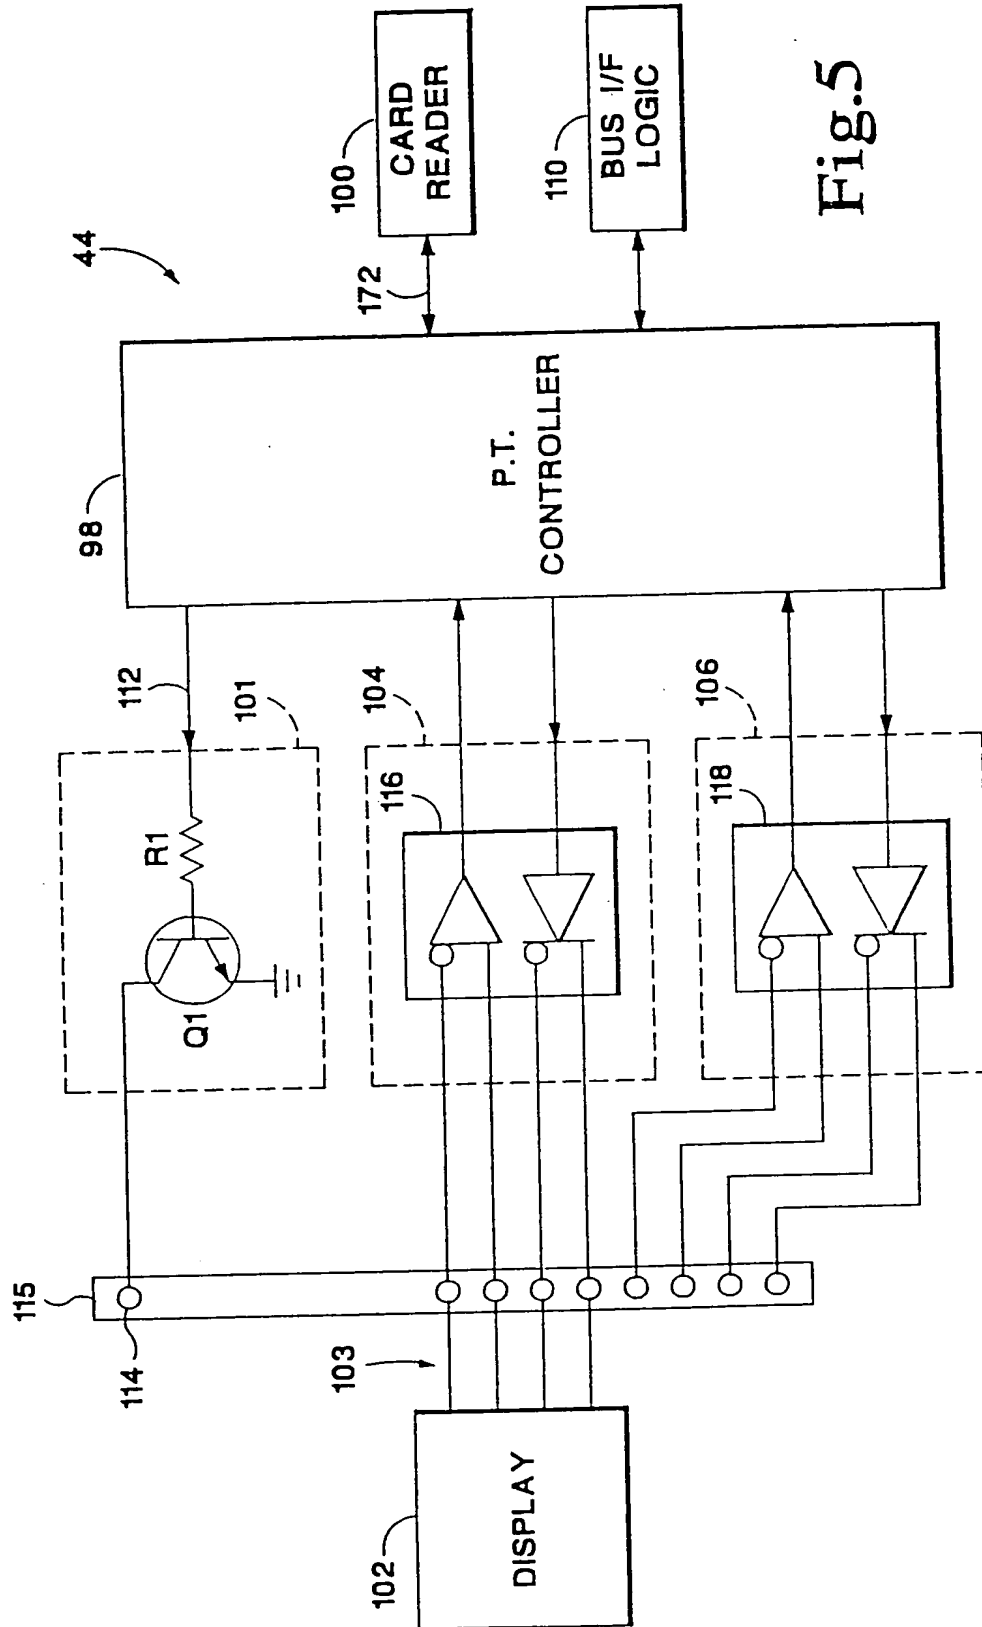 44
100
CARD
READER
172
110
BUS I/F
LOGIC
Fig.5
98
P.T.
CONTROLLER
112
101
R1
Q1
104
116
106
118
115
114
103
102
DISPLAY